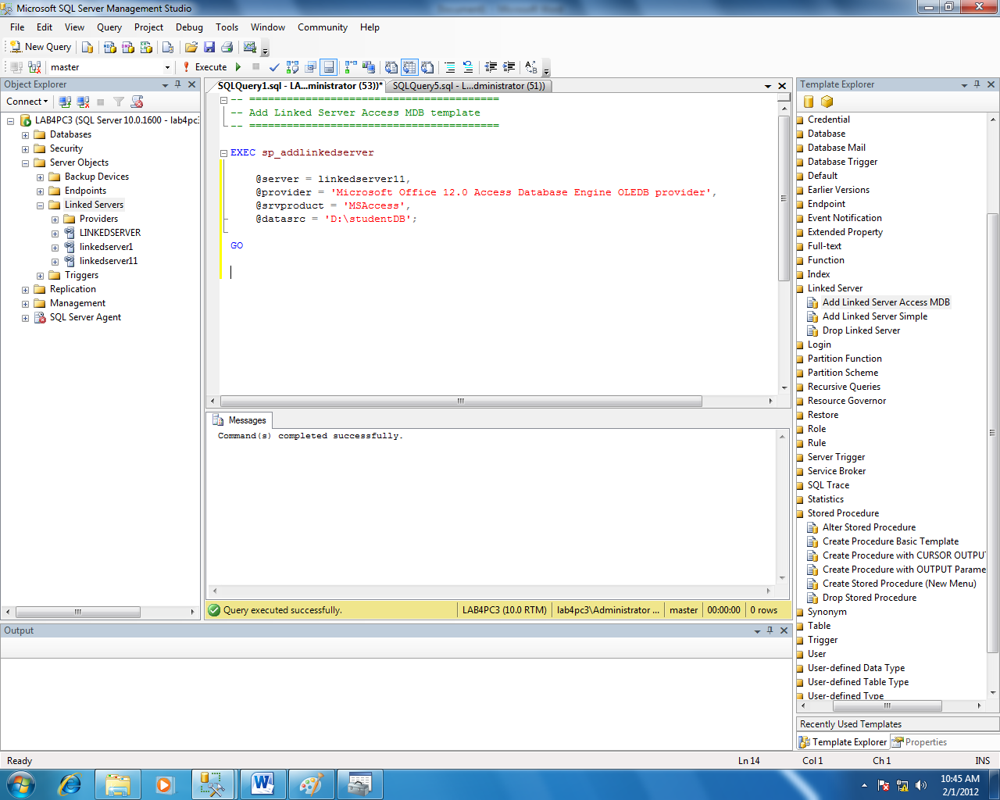 Microsoft SQL Server Management Studio
File Edit View Query Project Debug Tools Window Community Help
New Query
master
Execute
Object Explorer
Connect
LAB4PC3 (SQL Server 10.0.1600 - lab4pc3
Databases
Security
Server Objects
Backup Devices
Endpoints
Linked Servers
Providers
LINKEDSERVER
linkedserver1
linkedserver11
Triggers
Replication
Management
SQL Server Agent
SQLQuery1.sql - LA...ministrator (53))*
SQLQuery5.sql - L...dministrator (51))
-- ========================================
-- Add Linked Server Access MDB template
-- ========================================
EXEC sp_addlinkedserver
@server = linkedserver11,
@provider = 'Microsoft Office 12.0 Access Database Engine OLEDB provider',
@srvproduct = 'MSAccess',
@datasrc = 'D:\studentDB';
GO
Messages
Command(s) completed successfully.
Query executed successfully.
LAB4PC3 (10.0 RTM)
lab4pc3\Administrator ...
master
00:00:00
0 rows
Output
Template Explorer
Credential
Database
Database Mail
Database Trigger
Default
Earlier Versions
Endpoint
Event Notification
Extended Property
Full-text
Function
Index
Linked Server
Add Linked Server Access MDB
Add Linked Server Simple
Drop Linked Server
Login
Partition Function
Partition Scheme
Recursive Queries
Resource Governor
Restore
Role
Rule
Server Trigger
Service Broker
SQL Trace
Statistics
Stored Procedure
Alter Stored Procedure
Create Procedure Basic Template
Create Procedure with CURSOR OUTPUT
Create Procedure with OUTPUT Parame
Create Stored Procedure (New Menu)
Drop Stored Procedure
Synonym
Table
Trigger
User
User-defined Data Type
User-defined Table Type
User-defined Type
Recently Used Templates
Template Explorer
Properties
Ready
Ln 14
Col 1
Ch 1
INS
10:45 AM
2/1/2012